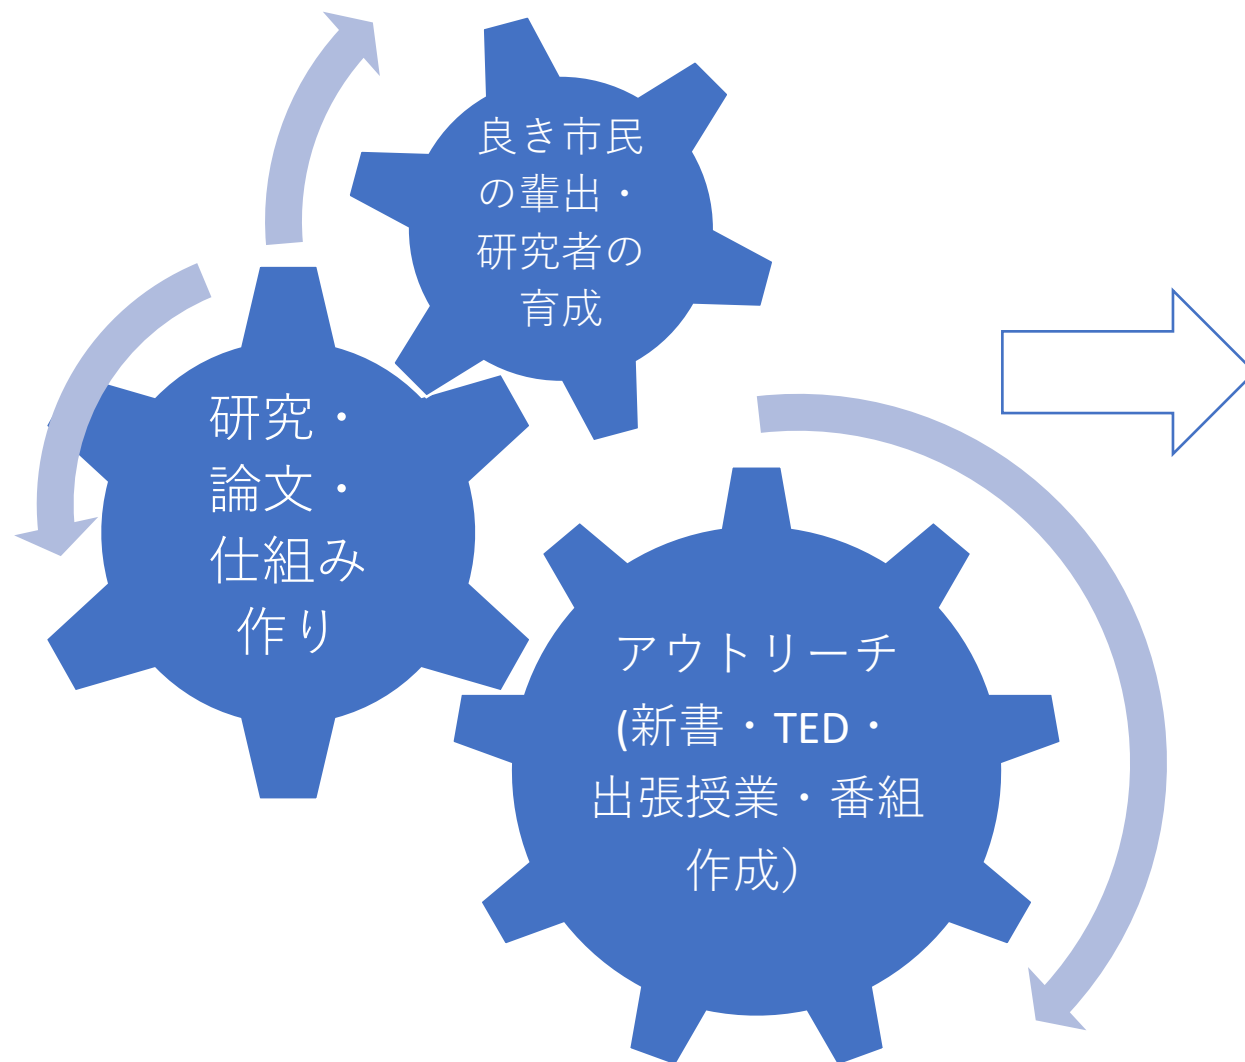 良き市民
の輩出・
研究者の
育成
研究・
論文・
仕組み
作り
アウトリーチ
(新書・TED・
出張授業・番組
作成）